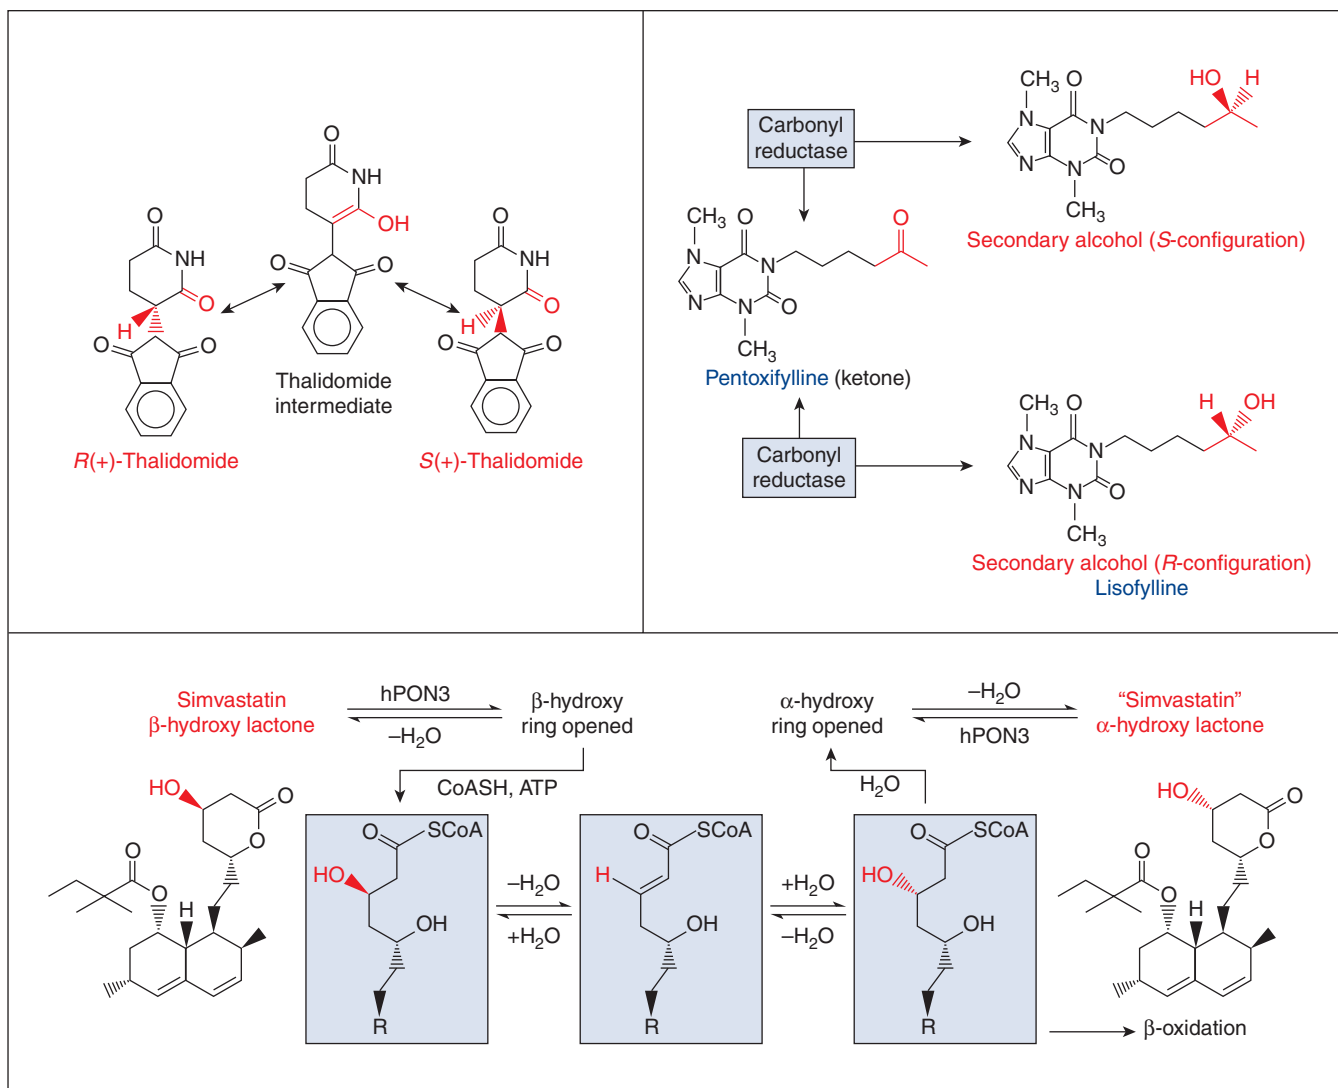 O
NH
OH
O
O
Thalidomide
intermediate
O
NH
O
H
O
O
R(+)-Thalidomide
O
NH
O
H
O
O
S(+)-Thalidomide
Carbonyl
reductase
CH3
O
N
N
N
N
O
CH3
HO
H
Secondary alcohol (S-configuration)
CH3
O
N
N
N
N
O
CH3
O
Pentoxifylline (ketone)
Carbonyl
reductase
CH3
O
N
N
N
N
O
CH3
H
OH
Secondary alcohol (R-configuration)
Lisofylline
Simvastatin
β-hydroxy lactone
hPON3
–H2O
β-hydroxy
ring opened
α-hydroxy
ring opened
–H2O
hPON3
“Simvastatin”
α-hydroxy lactone
CoASH, ATP
H2O
HO
O
O
O
O
H
O
SCoA
HO
OH
R
–H2O
+H2O
O
SCoA
H
OH
R
+H2O
–H2O
O
SCoA
HO
OH
R
HO
O
O
O
O
H
β-oxidation